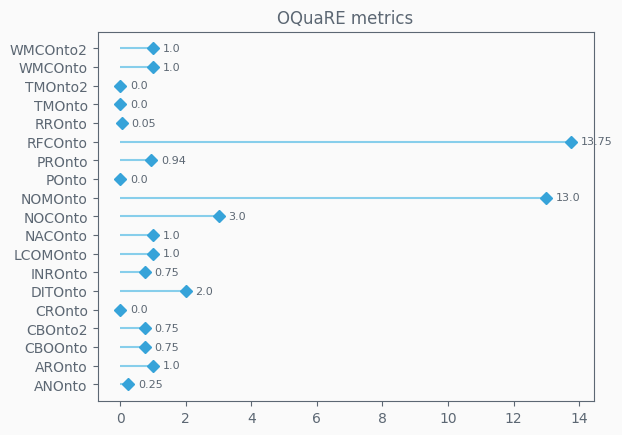 OQuaRE metrics
WMCOnto2 1.0
WMCOnto 1.0
TMOnto2 0.0
TMOnto 0.0
RROnto 0.05
RFCOnto 13.75
PROnto 0.94
POnto 0.0
NOMOnto 13.0
NOCOnto 3.0
NACOnto 1.0
LCOMOnto 1.0
INROnto 0.75
DITOnto 2.0
CROnto 0.0
CBOnto2 0.75
CBOOnto 0.75
AROnto 1.0
ANOnto 0.25
0 2 4 6 8 10 12 14